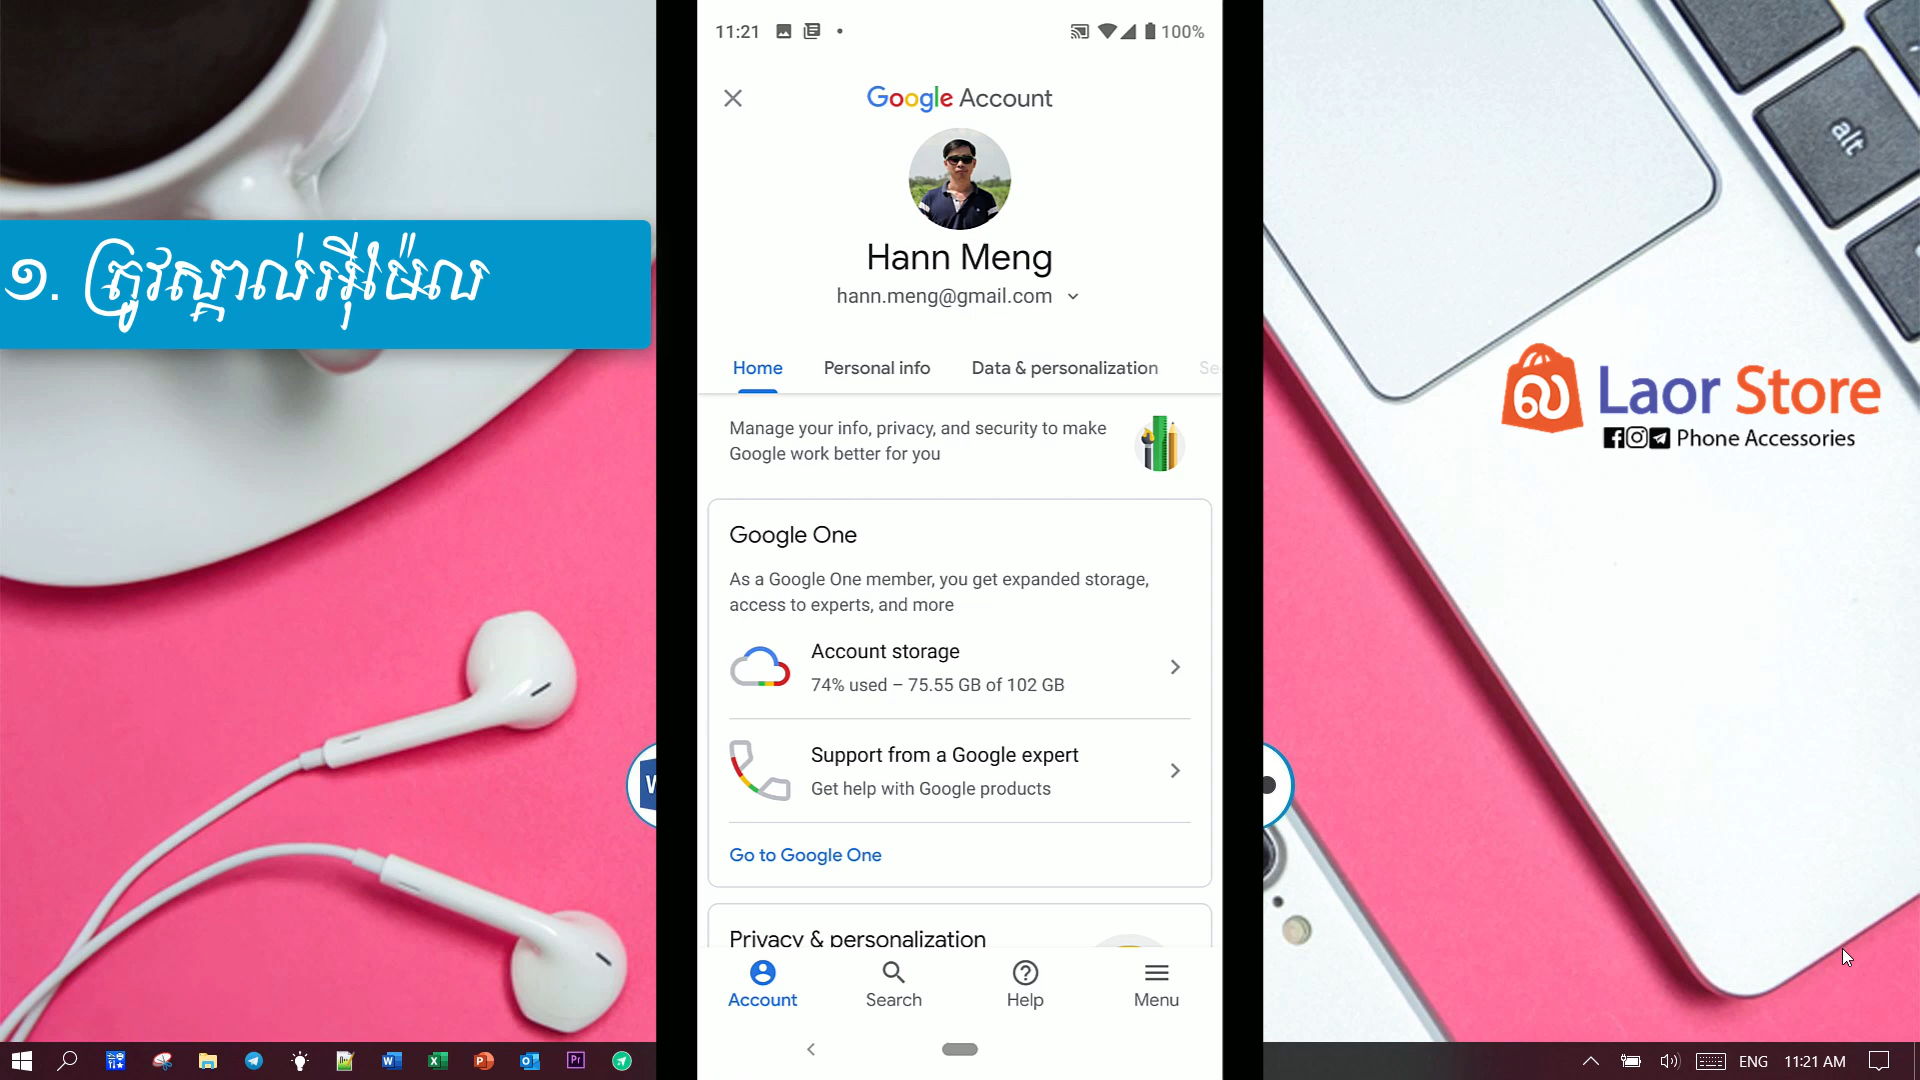 ១. ត្រូវស្គាល់អ៊ីម៉ែល
11:21
100%
Google Account
Hann Meng
hann.meng@gmail.com
Home Personal info Data & personalization Se
Manage your info, privacy, and security to make
Google work better for you
Google One
As a Google One member, you get expanded storage,
access to experts, and more
Account storage
74% used – 75.55 GB of 102 GB
Support from a Google expert
Get help with Google products
Go to Google One
Privacy & personalization
Account Search Help Menu
alt
Laor Store
Phone Accessories
ENG 11:21 AM